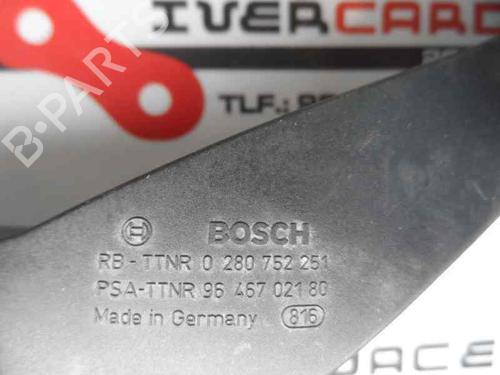 IVERCARD
TLF.:
B-PARTS
BOSCH
RB-TTNR 0 280 752 251
PSA-TTNR 96 467 021 80
Made in Germany 816